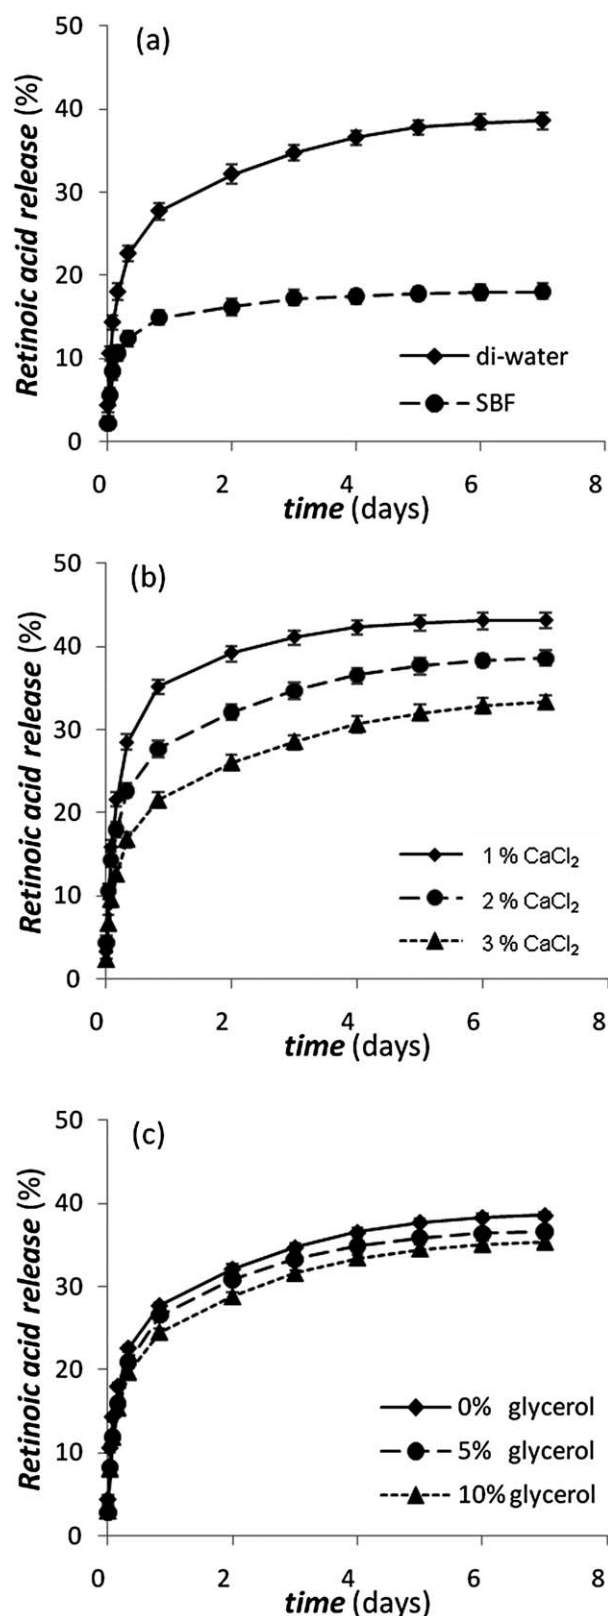 (a)
Retinoic acid release (%)
50
40
30
20
10
0
di-water
SBF
0 2 4 6 8
time (days)
(b)
Retinoic acid release (%)
50
40
30
20
10
0
1 % CaCl₂
2 % CaCl₂
3 % CaCl₂
0 2 4 6 8
time (days)
(c)
Retinoic acid release (%)
50
40
30
20
10
0
0% glycerol
5% glycerol
10% glycerol
0 2 4 6 8
time (days)